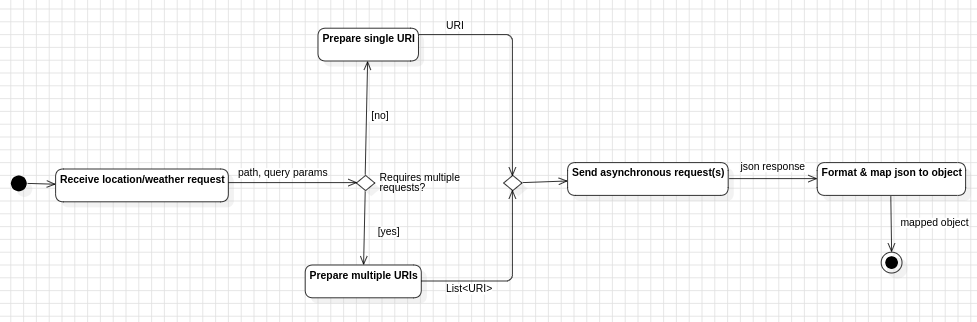 URI
Prepare single URI
[no]
Receive location/weather request
path, query params
Requires multiple
requests?
Send asynchronous request(s)
json response
Format & map json to object
[yes]
mapped object
Prepare multiple URIs
List<URI>